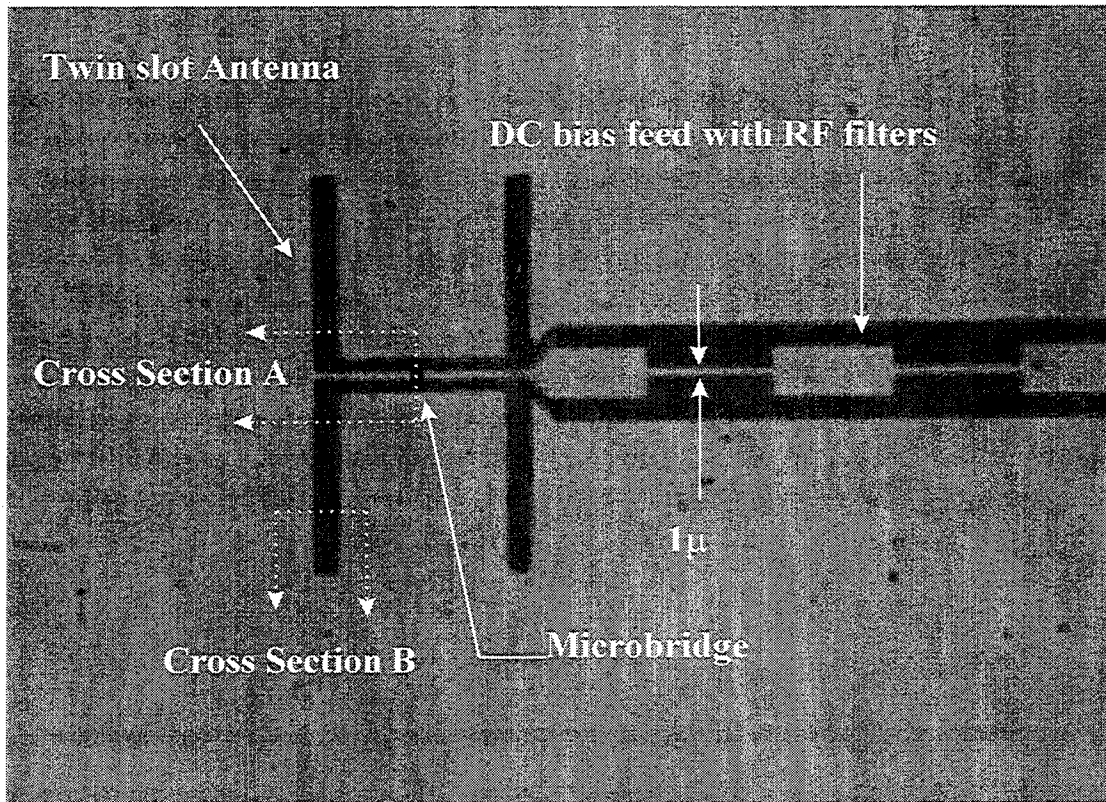 Twin slot Antenna
DC bias feed with RF filters
Cross Section A
1μ
Microbridge
Cross Section B